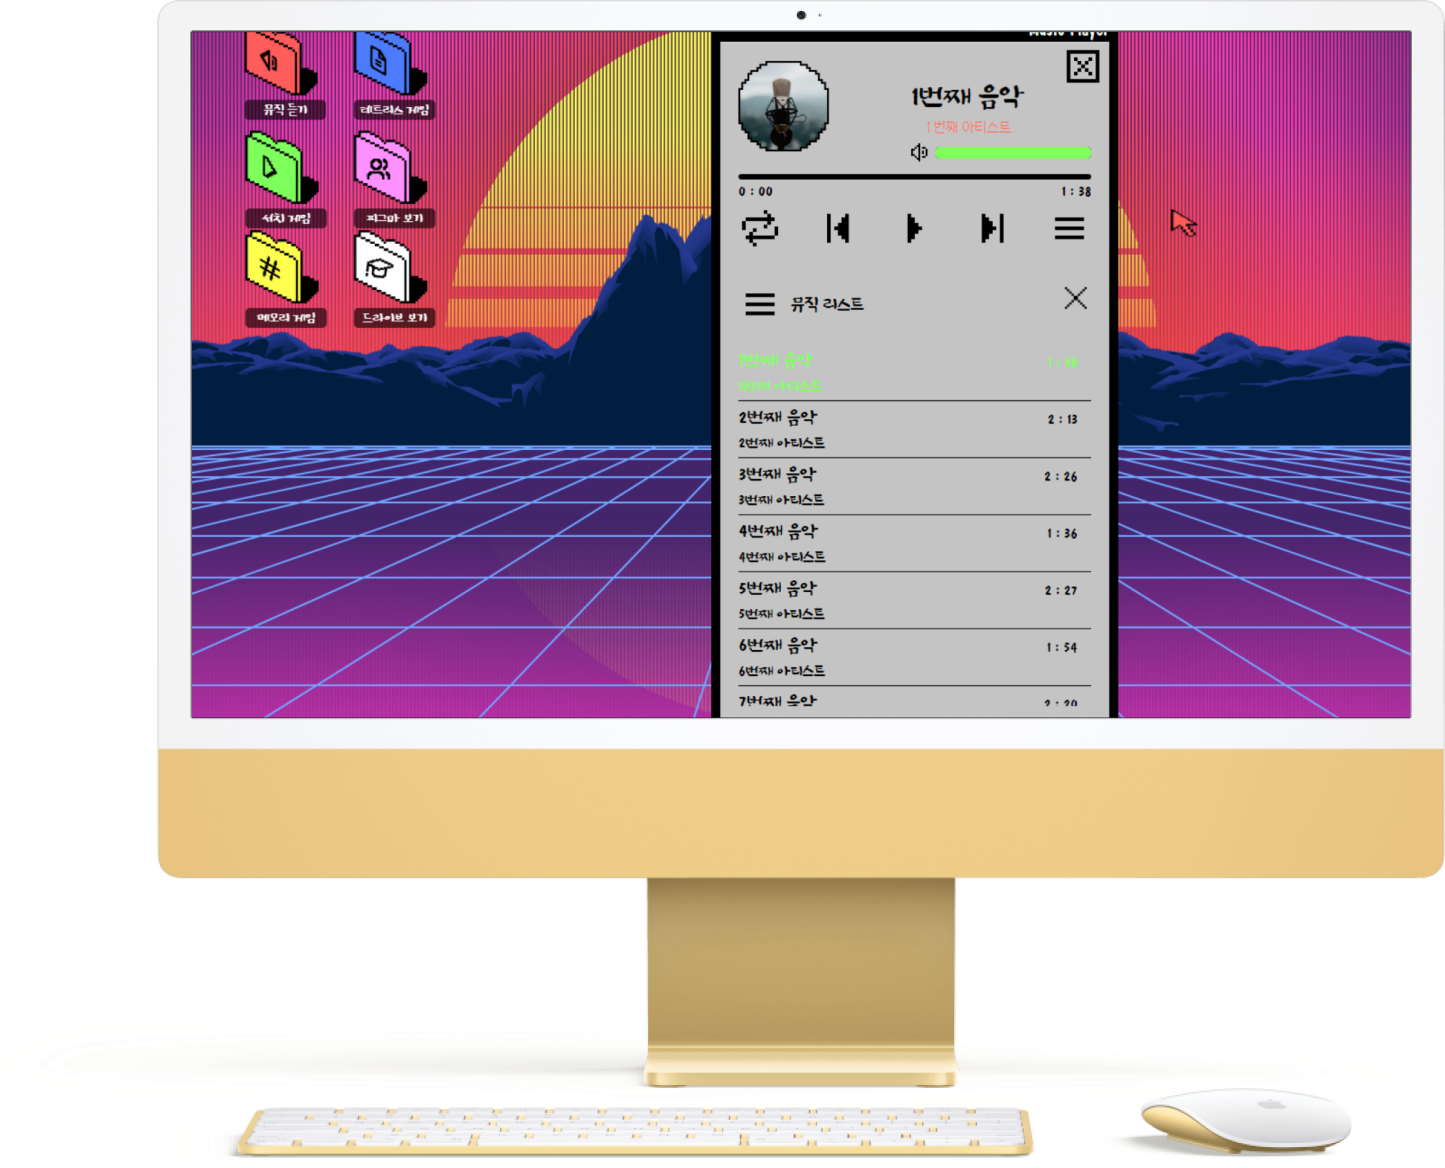 Music Player
뮤직 듣기
테트리스 게임
서치 게임
피그마 보기
메모리 게임
드라이브 보기
1번째 음악
1번째 아티스트
0:00
1:38
뮤직 리스트
1번째 음악
1:38
1번째 아티스트
2번째 음악
2:13
2번째 아티스트
3번째 음악
2:26
3번째 아티스트
4번째 음악
1:36
4번째 아티스트
5번째 음악
2:27
5번째 아티스트
6번째 음악
1:54
6번째 아티스트
7번째 음악
2:20